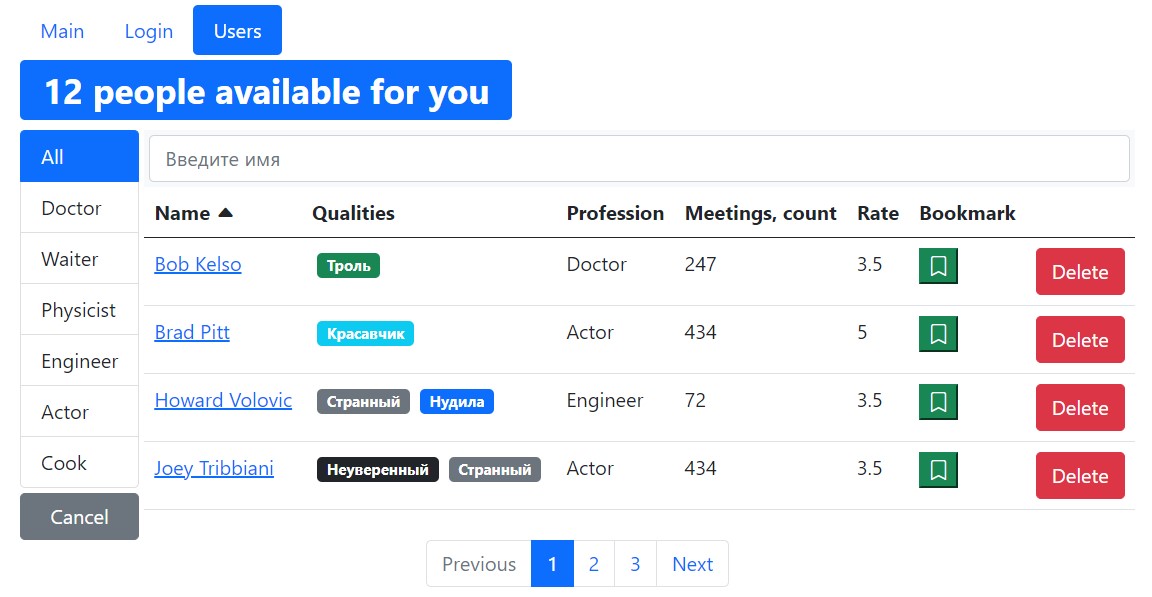 Main Login Users
12 people available for you
All
Doctor
Waiter
Physicist
Engineer
Actor
Cook
Cancel
Введите имя
Name Qualities Profession Meetings, count Rate Bookmark
Bob Kelso Троль Doctor 247 3.5 Delete
Brad Pitt Красавчик Actor 434 5 Delete
Howard Volovic Странный Нудила Engineer 72 3.5 Delete
Joey Tribbiani Неуверенный Странный Actor 434 3.5 Delete
Previous 1 2 3 Next